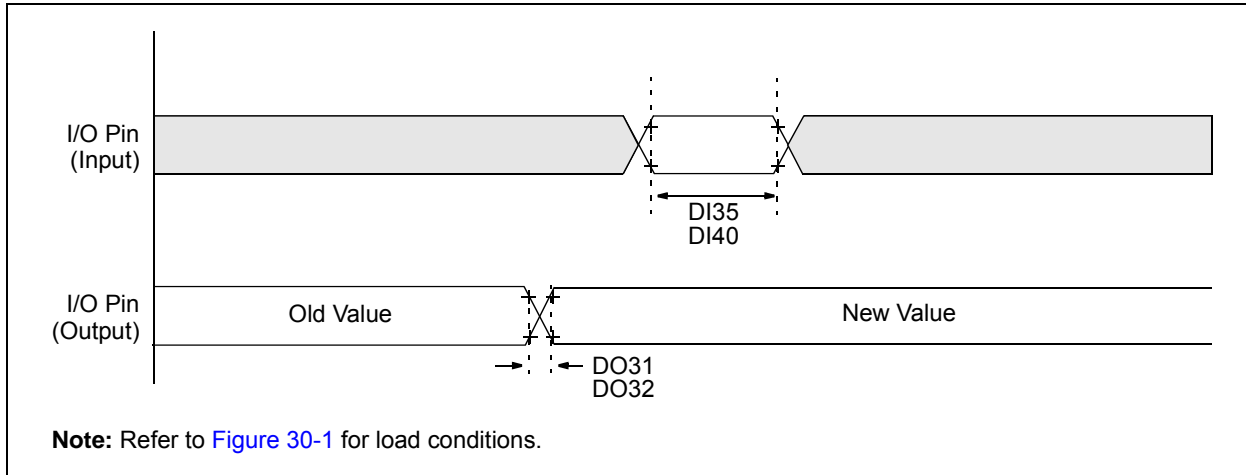 I/O Pin
(Input)
DI35
DI40
I/O Pin
(Output)
Old Value
New Value
DO31
DO32
Note: Refer to Figure 30-1 for load conditions.